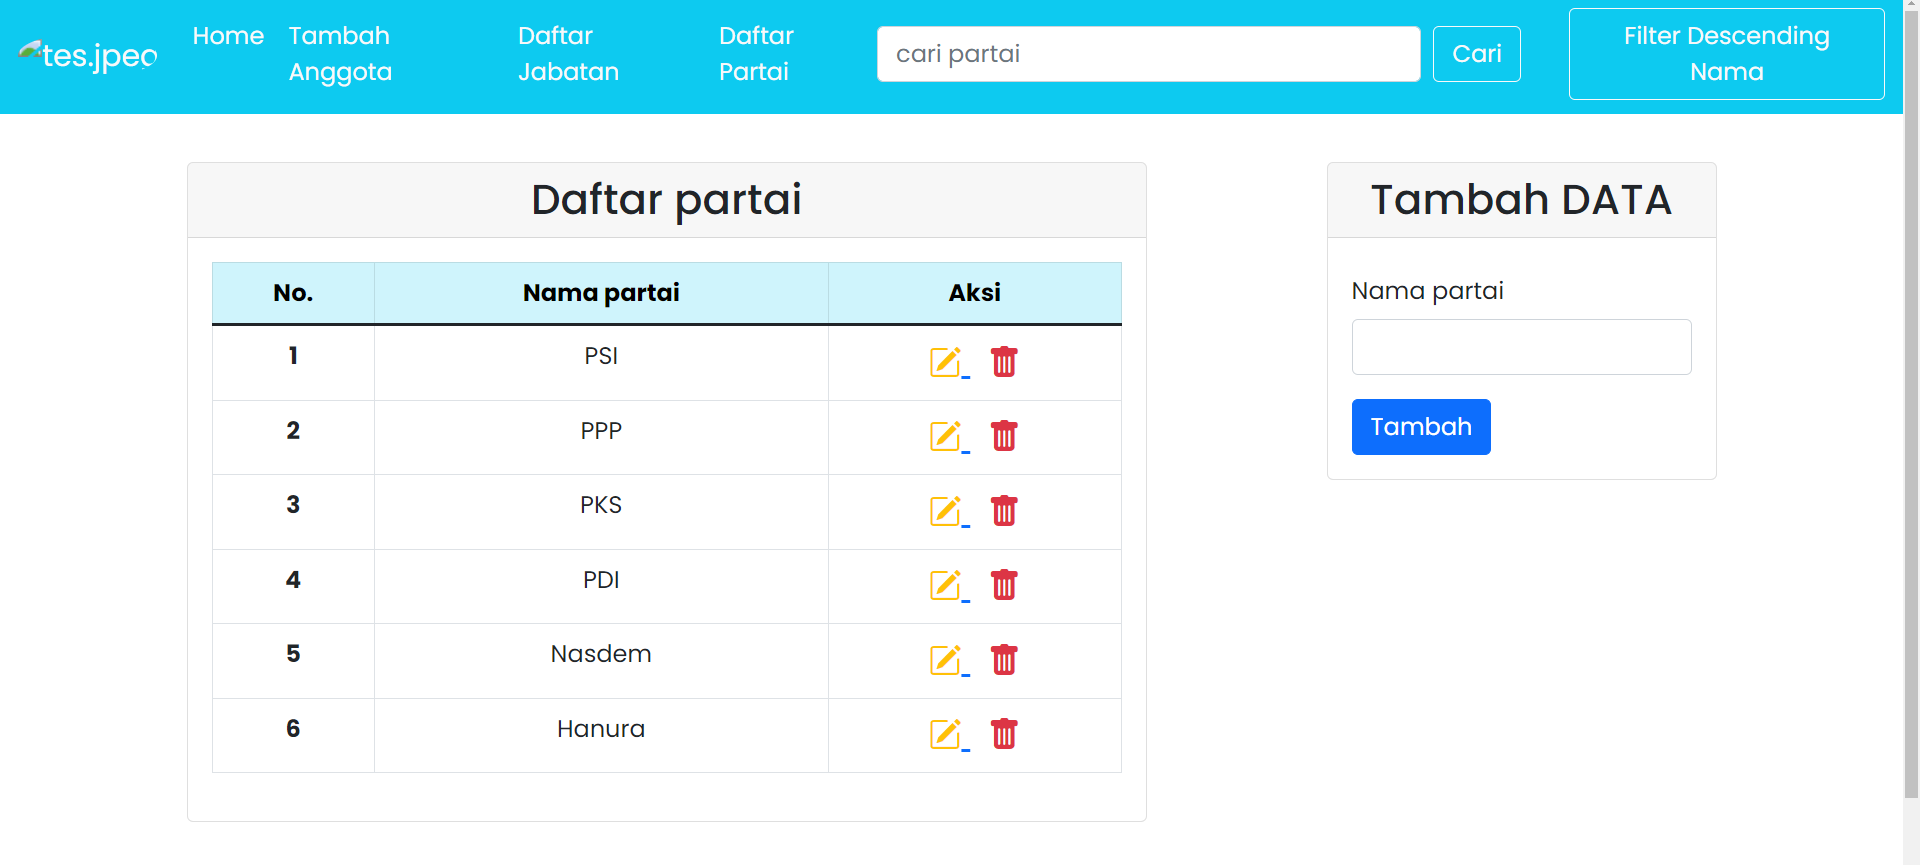 tes.jpeg
Home
Tambah
Anggota
Daftar
Jabatan
Daftar
Partai
cari partai
Cari
Filter Descending
Nama
Daftar partai
No. Nama partai Aksi
1 PSI
2 PPP
3 PKS
4 PDI
5 Nasdem
6 Hanura
Tambah DATA
Nama partai
Tambah